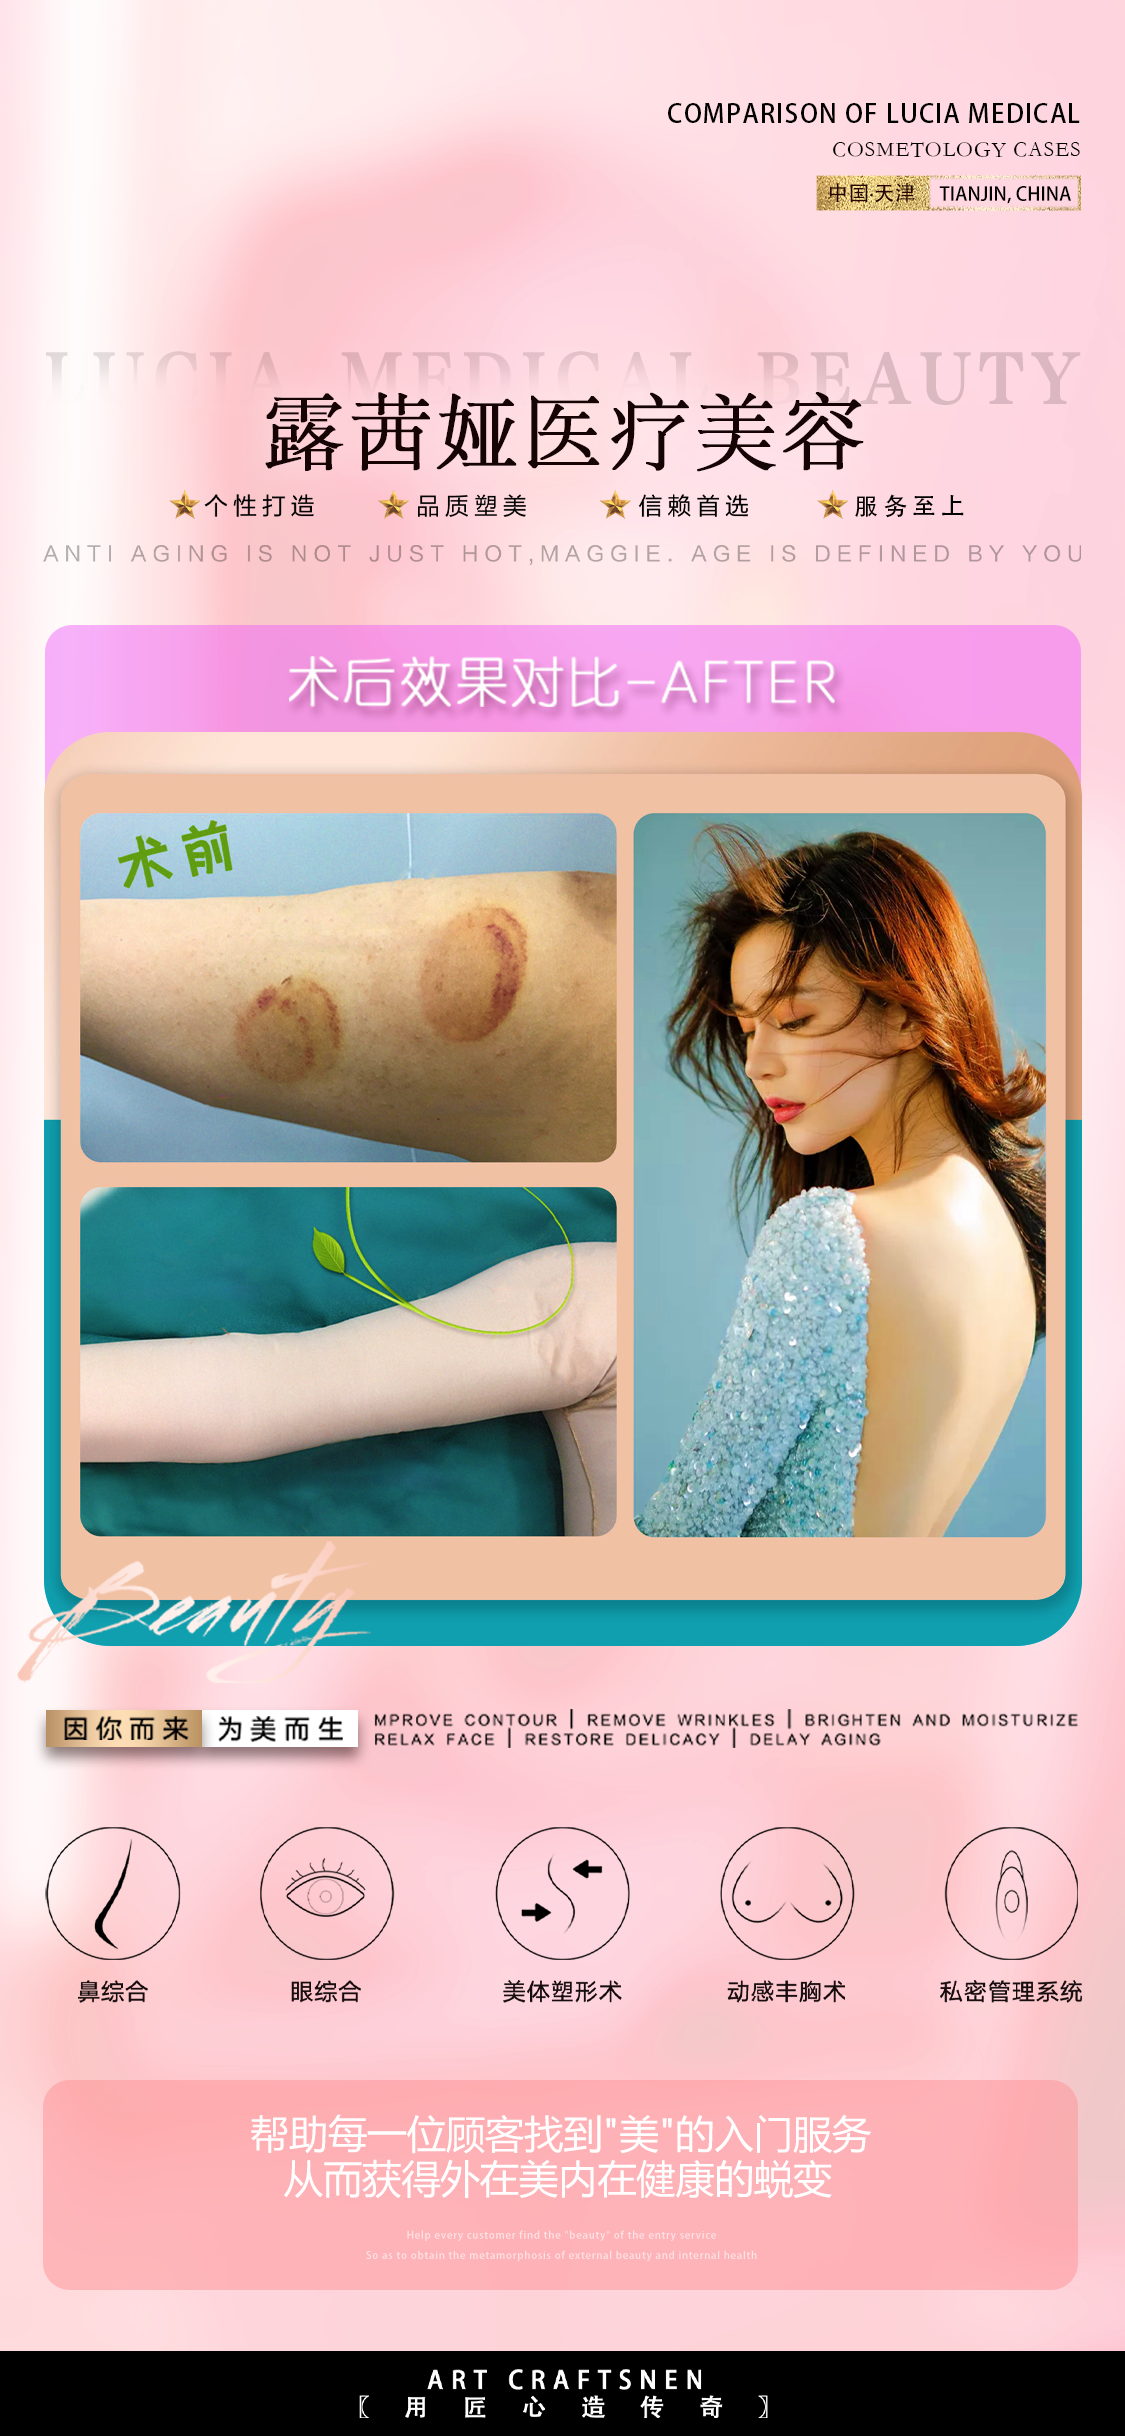 COMPARISON OF LUCIA MEDICAL
COSMETOLOGY CASES
中国·天津 TIANJIN, CHINA
LUCIA MEDICAL BEAUTY
露茜娅医疗美容
个性打造 品质塑美 信赖首选 服务至上
ANTI AGING IS NOT JUST HOT,MAGGIE. AGE IS DEFINED BY YOU
术后效果对比-AFTER
术前
Beauty
因你而来 为美而生
MPROVE CONTOUR | REMOVE WRINKLES | BRIGHTEN AND MOISTURIZE
RELAX FACE | RESTORE DELICACY | DELAY AGING
鼻综合 眼综合 美体塑形术 动感丰胸术 私密管理系统
帮助每一位顾客找到"美"的入门服务
从而获得外在美内在健康的蜕变
Help every customer find the "beauty" of the entry service
So as to obtain the metamorphosis of external beauty and internal health
ART CRAFTSNEN
〖用匠心造传奇〗